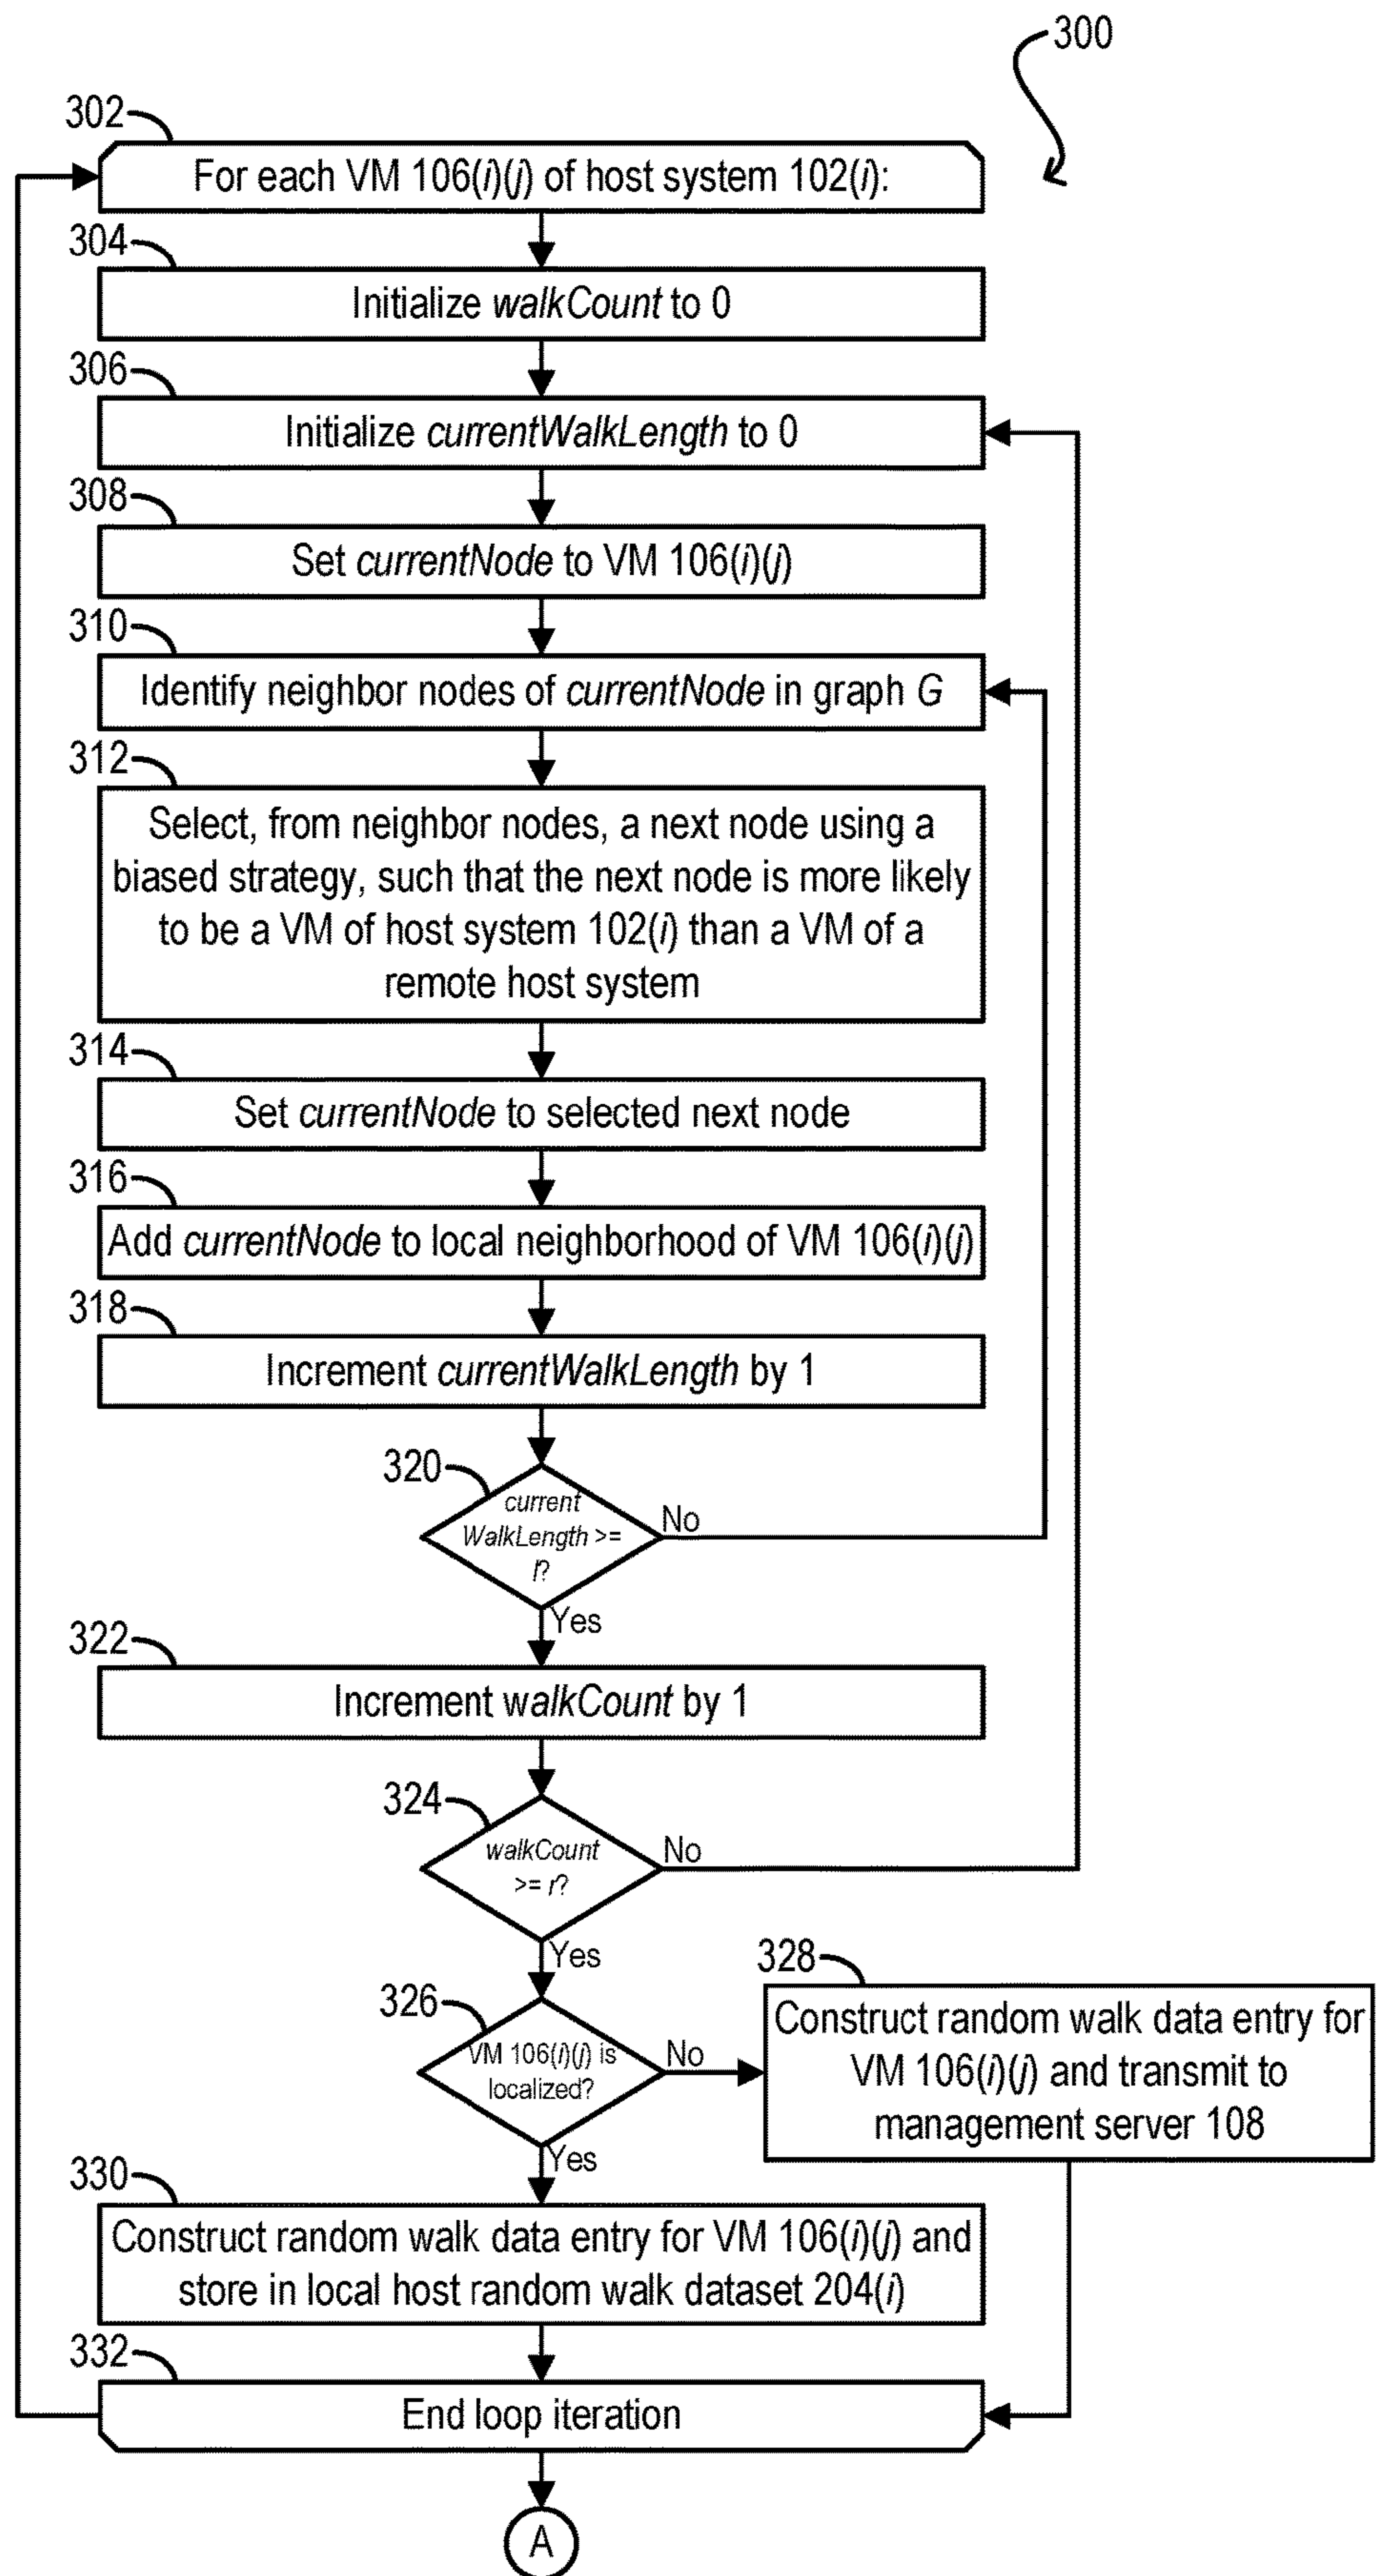 300
302
For each VM 106(i)(j) of host system 102(i):
304
Initialize walkCount to 0
306
Initialize currentWalkLength to 0
308
Set currentNode to VM 106(i)(j)
310
Identify neighbor nodes of currentNode in graph G
312
Select, from neighbor nodes, a next node using a
biased strategy, such that the next node is more likely
to be a VM of host system 102(i) than a VM of a
remote host system
314
Set currentNode to selected next node
316
Add currentNode to local neighborhood of VM 106(i)(j)
318
Increment currentWalkLength by 1
320
current
WalkLength >=
l?
No
Yes
322
Increment walkCount by 1
324
walkCount
>= r?
No
Yes
326
VM 106(i)(j) is
localized?
No
Yes
328
Construct random walk data entry for
VM 106(i)(j) and transmit to
management server 108
330
Construct random walk data entry for VM 106(i)(j) and
store in local host random walk dataset 204(i)
332
End loop iteration
A